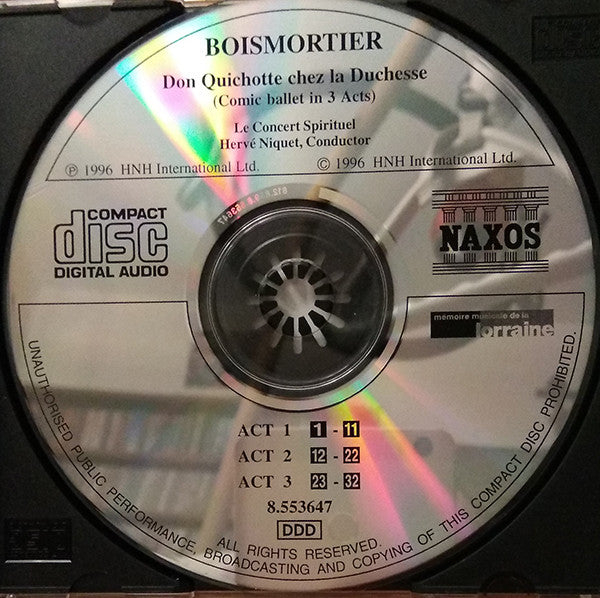 BOISMORTIER
Don Quichotte chez la Duchesse
(Comic ballet in 3 Acts)
Le Concert Spirituel
Hervé Niquet, Conductor
℗ 1996 HNH International Ltd.
© 1996 HNH International Ltd.
COMPACT
disc
DIGITAL AUDIO
NAXOS
mémoire musicale de la
lorraine
ACT 1 1 - 11
ACT 2 12 - 22
ACT 3 23 - 32
8.553647
DDD
ALL RIGHTS RESERVED.
UNAUTHORISED PUBLIC PERFORMANCE, BROADCASTING AND COPYING OF THIS COMPACT DISC PROHIBITED.